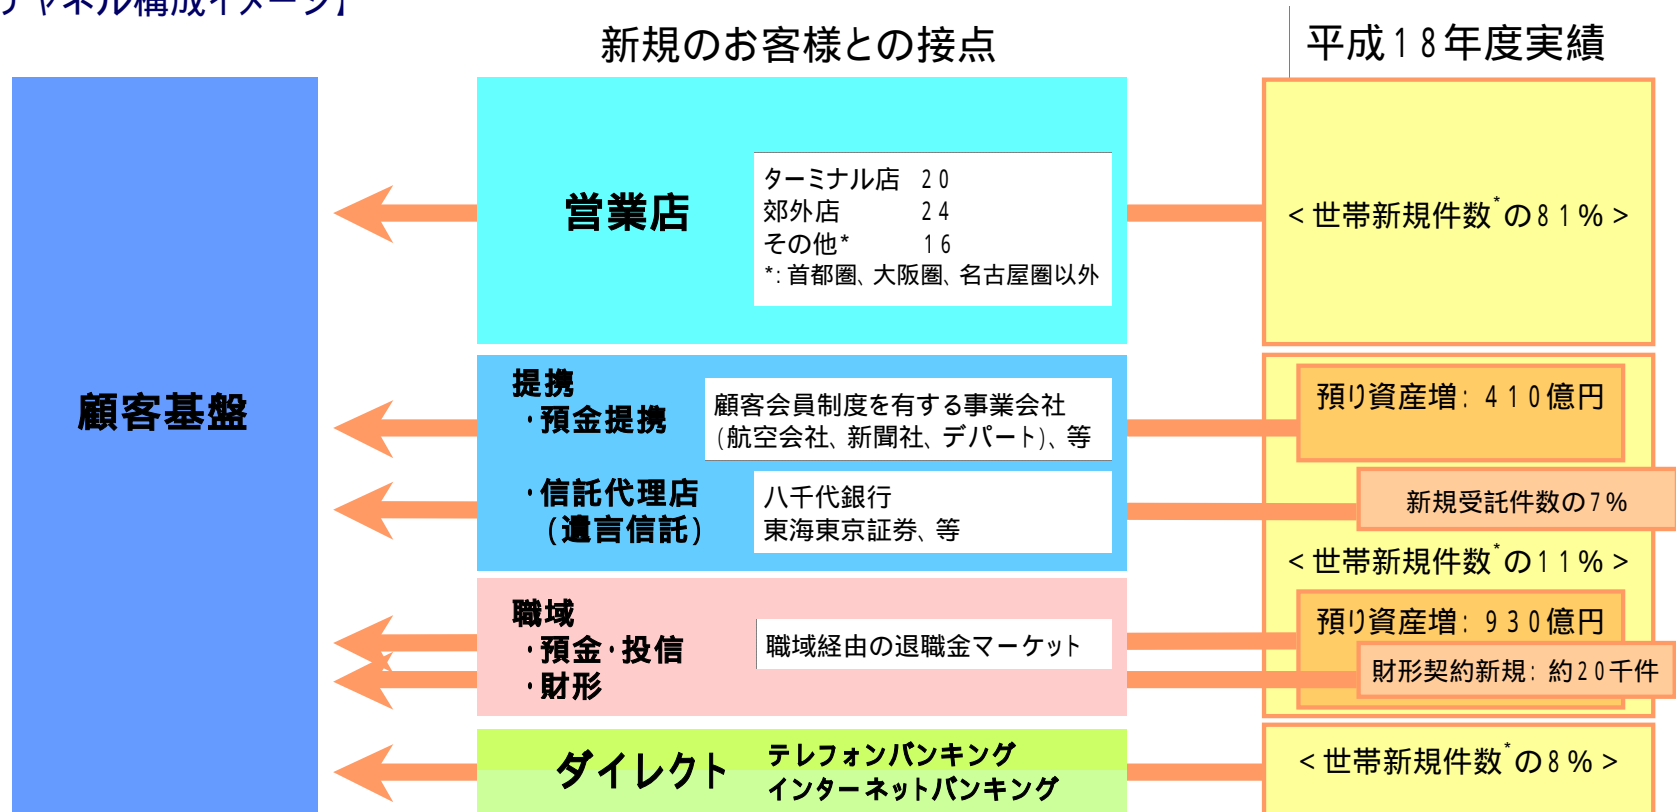 チャネル構成イメージ】
新規のお客様との接点
平成18年度実績
顧客基盤
営業店
ターミナル店 20
郊外店 24
その他* 16
*:首都圏、大阪圏、名古屋圏以外
<世帯新規件数*の81%>
提携
・預金提携
顧客会員制度を有する事業会社
(航空会社、新聞社、デパート)、等
預り資産増:410億円
・信託代理店
(遺言信託)
八千代銀行
東海東京証券、等
新規受託件数の7%
<世帯新規件数*の11%>
職域
・預金・投信
・財形
職域経由の退職金マーケット
預り資産増:930億円
財形契約新規:約20千件
ダイレクト
テレフォンバンキング
インターネットバンキング
<世帯新規件数*の8%>